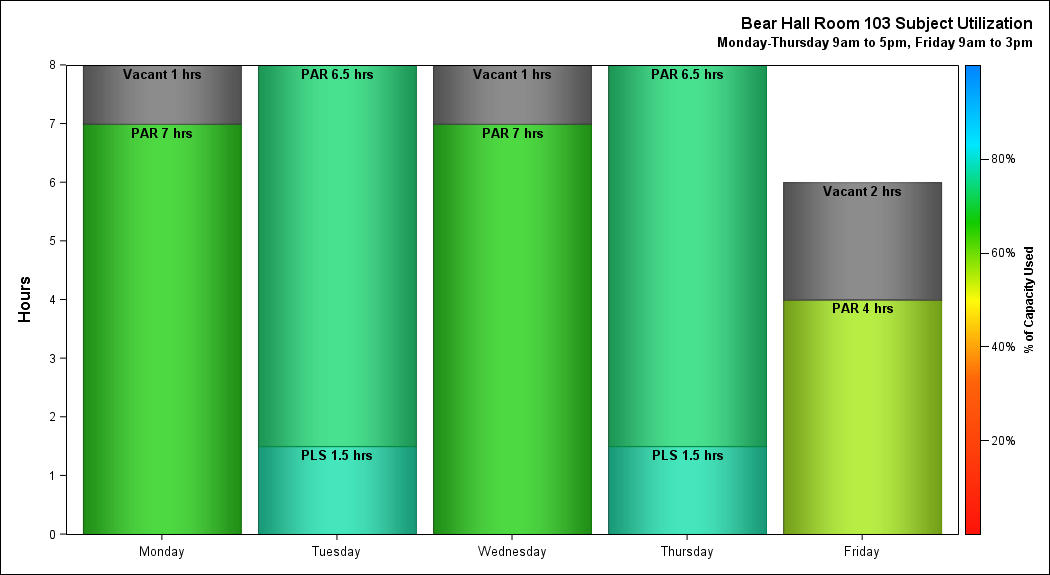 Bear Hall Room 103 Subject Utilization
Monday-Thursday 9am to 5pm, Friday 9am to 3pm
Hours
8
7
6
5
4
3
2
1
0
Vacant 1 hrs
PAR 7 hrs
PAR 6.5 hrs
PLS 1.5 hrs
Vacant 1 hrs
PAR 7 hrs
PAR 6.5 hrs
PLS 1.5 hrs
Vacant 2 hrs
PAR 4 hrs
Monday
Tuesday
Wednesday
Thursday
Friday
80%
60%
40%
20%
% of Capacity Used